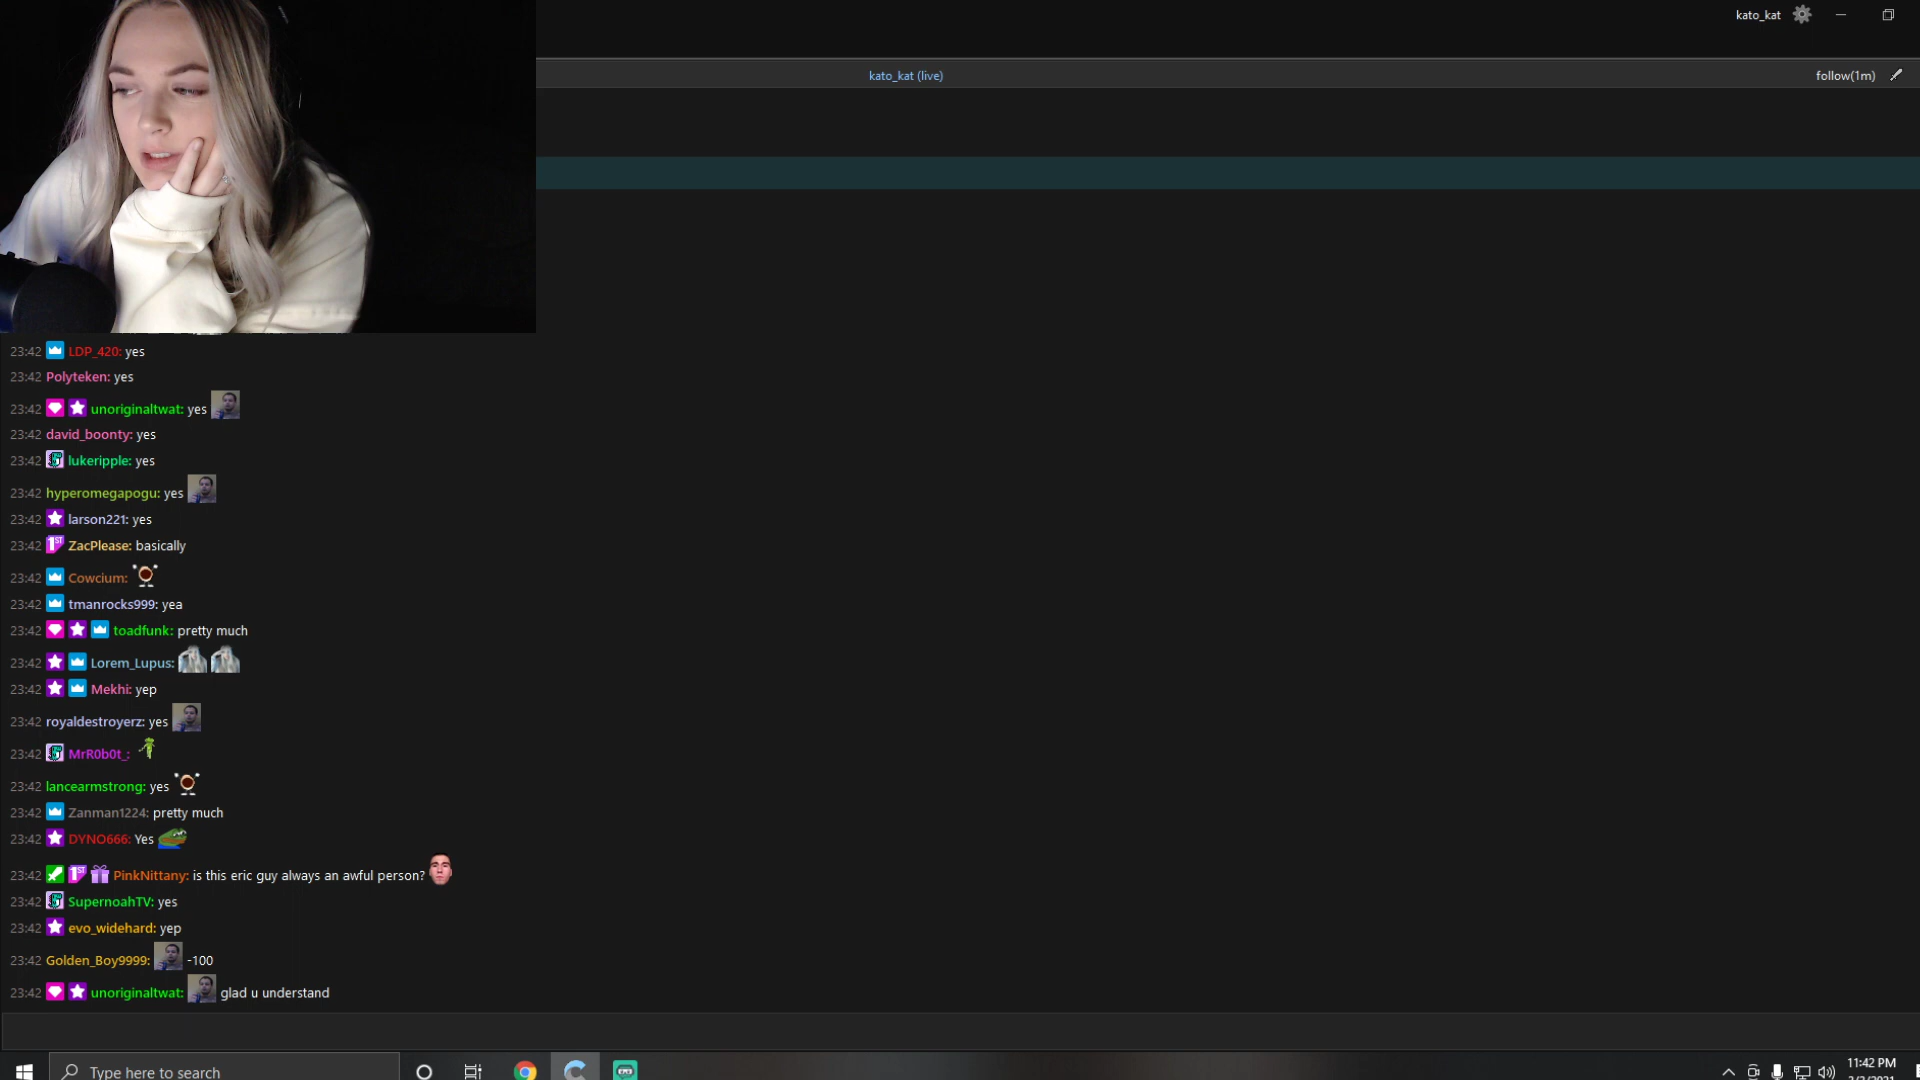 kato_kat
kato_kat (live)
follow(1m)
23:42 LDP_420: yes
23:42 Polyteken: yes
23:42 unoriginaltwat: yes
23:42 david_boonty: yes
23:42 lukeripple: yes
23:42 hyperomegapogu: yes
23:42 larson221: yes
23:42 1ST ZacPlease: basically
23:42 Cowcium:
23:42 tmanrocks999: yea
23:42 toadfunk: pretty much
23:42 Lorem_Lupus:
23:42 Mekhi: yep
23:42 royaldestroyerz: yes
23:42 MrR0b0t_:
23:42 lancearmstrong: yes
23:42 Zanman1224: pretty much
23:42 DYNO666: Yes
23:42 1ST PinkNittany: is this eric guy always an awful person?
23:42 SupernoahTV: yes
23:42 evo_widehard: yep
23:42 Golden_Boy9999: -100
23:42 unoriginaltwat: glad u understand
Type here to search
11:42 PM